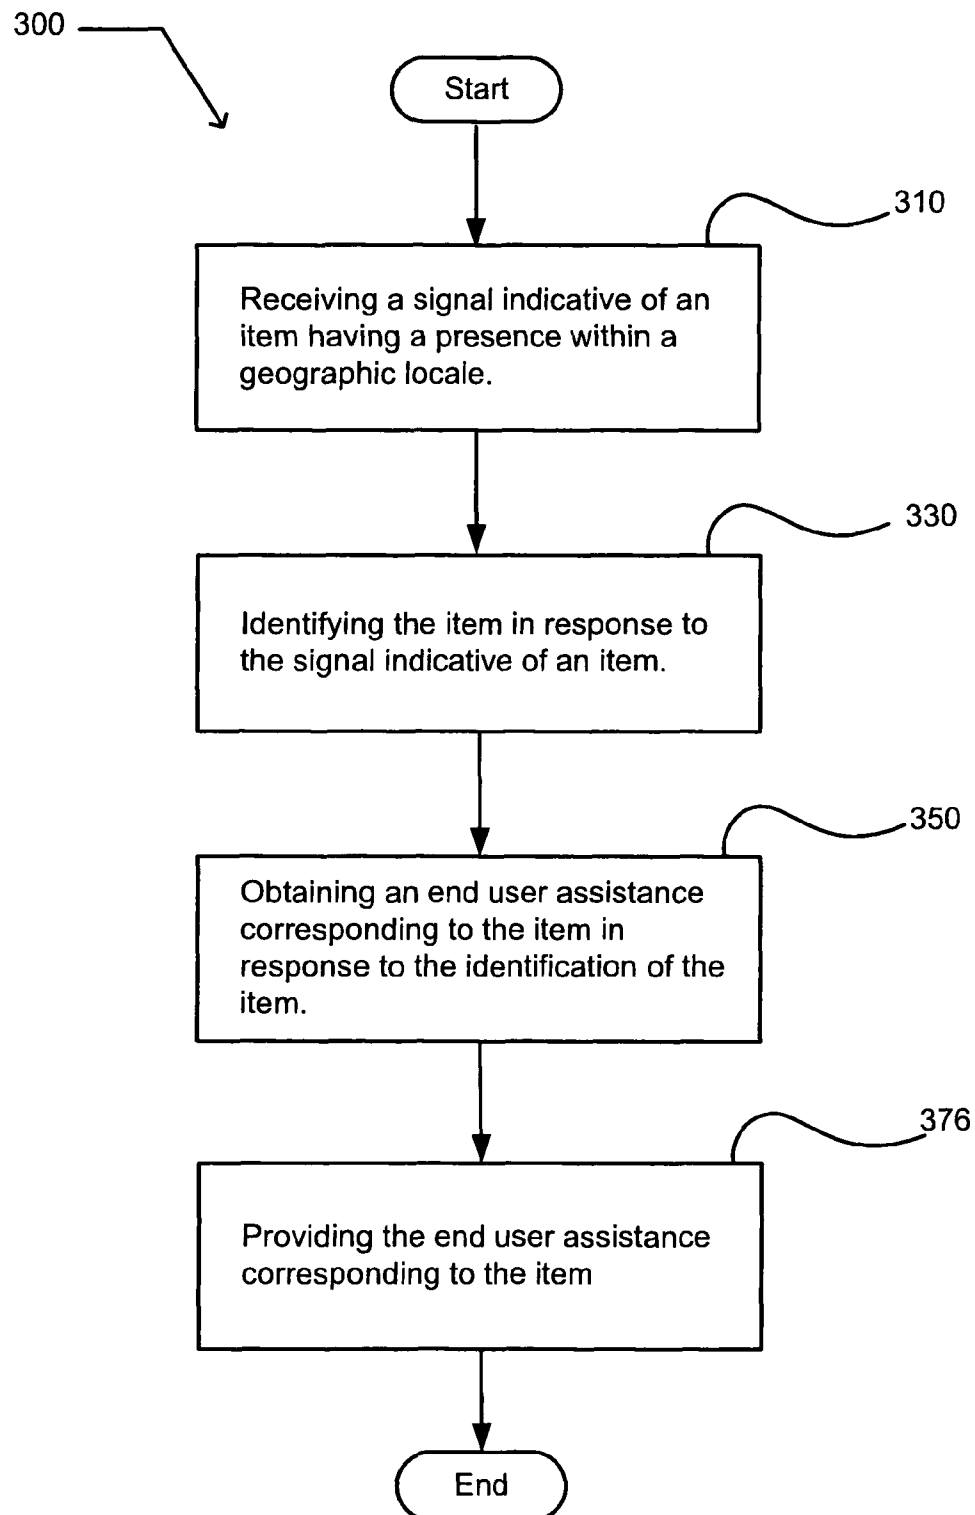 300
Start
310
Receiving a signal indicative of an
item having a presence within a
geographic locale.
330
Identifying the item in response to
the signal indicative of an item.
350
Obtaining an end user assistance
corresponding to the item in
response to the identification of the
item.
376
Providing the end user assistance
corresponding to the item
End